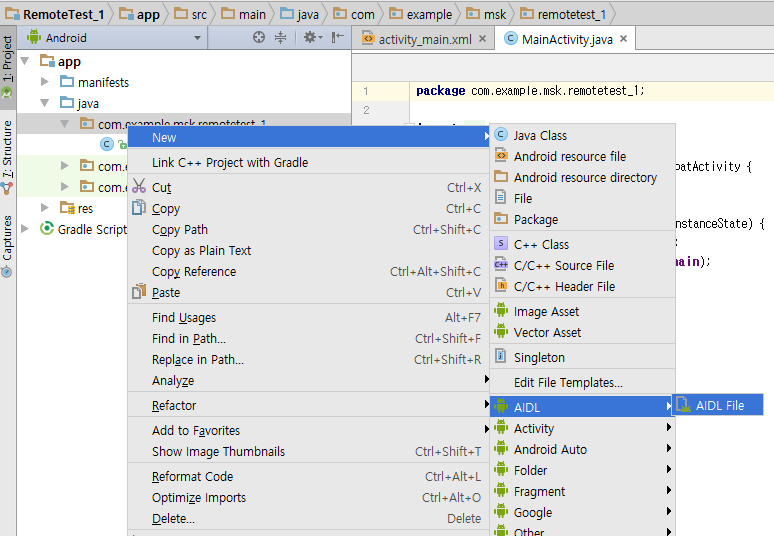 RemoteTest_1 app src main java com example msk remotetest_1
Android
activity_main.xml
MainActivity.java
1: Project
7: Structure
Captures
app
manifests
java
com.example.msk.remotetest_1
com.e
com.e
res
Gradle Script
1 package com.example.msk.remotetest_1;
2
patActivity {
nstanceState) {
;
main);
New
Link C++ Project with Gradle
Cut Ctrl+X
Copy Ctrl+C
Copy Path Ctrl+Shift+C
Copy as Plain Text
Copy Reference Ctrl+Alt+Shift+C
Paste Ctrl+V
Find Usages Alt+F7
Find in Path... Ctrl+Shift+F
Replace in Path... Ctrl+Shift+R
Analyze
Refactor
Add to Favorites
Show Image Thumbnails Ctrl+Shift+T
Reformat Code Ctrl+Alt+L
Optimize Imports Ctrl+Alt+O
Delete... Delete
Java Class
Android resource file
Android resource directory
File
Package
C++ Class
C/C++ Source File
C/C++ Header File
Image Asset
Vector Asset
Singleton
Edit File Templates...
AIDL
Activity
Android Auto
Folder
Fragment
Google
Other
AIDL File